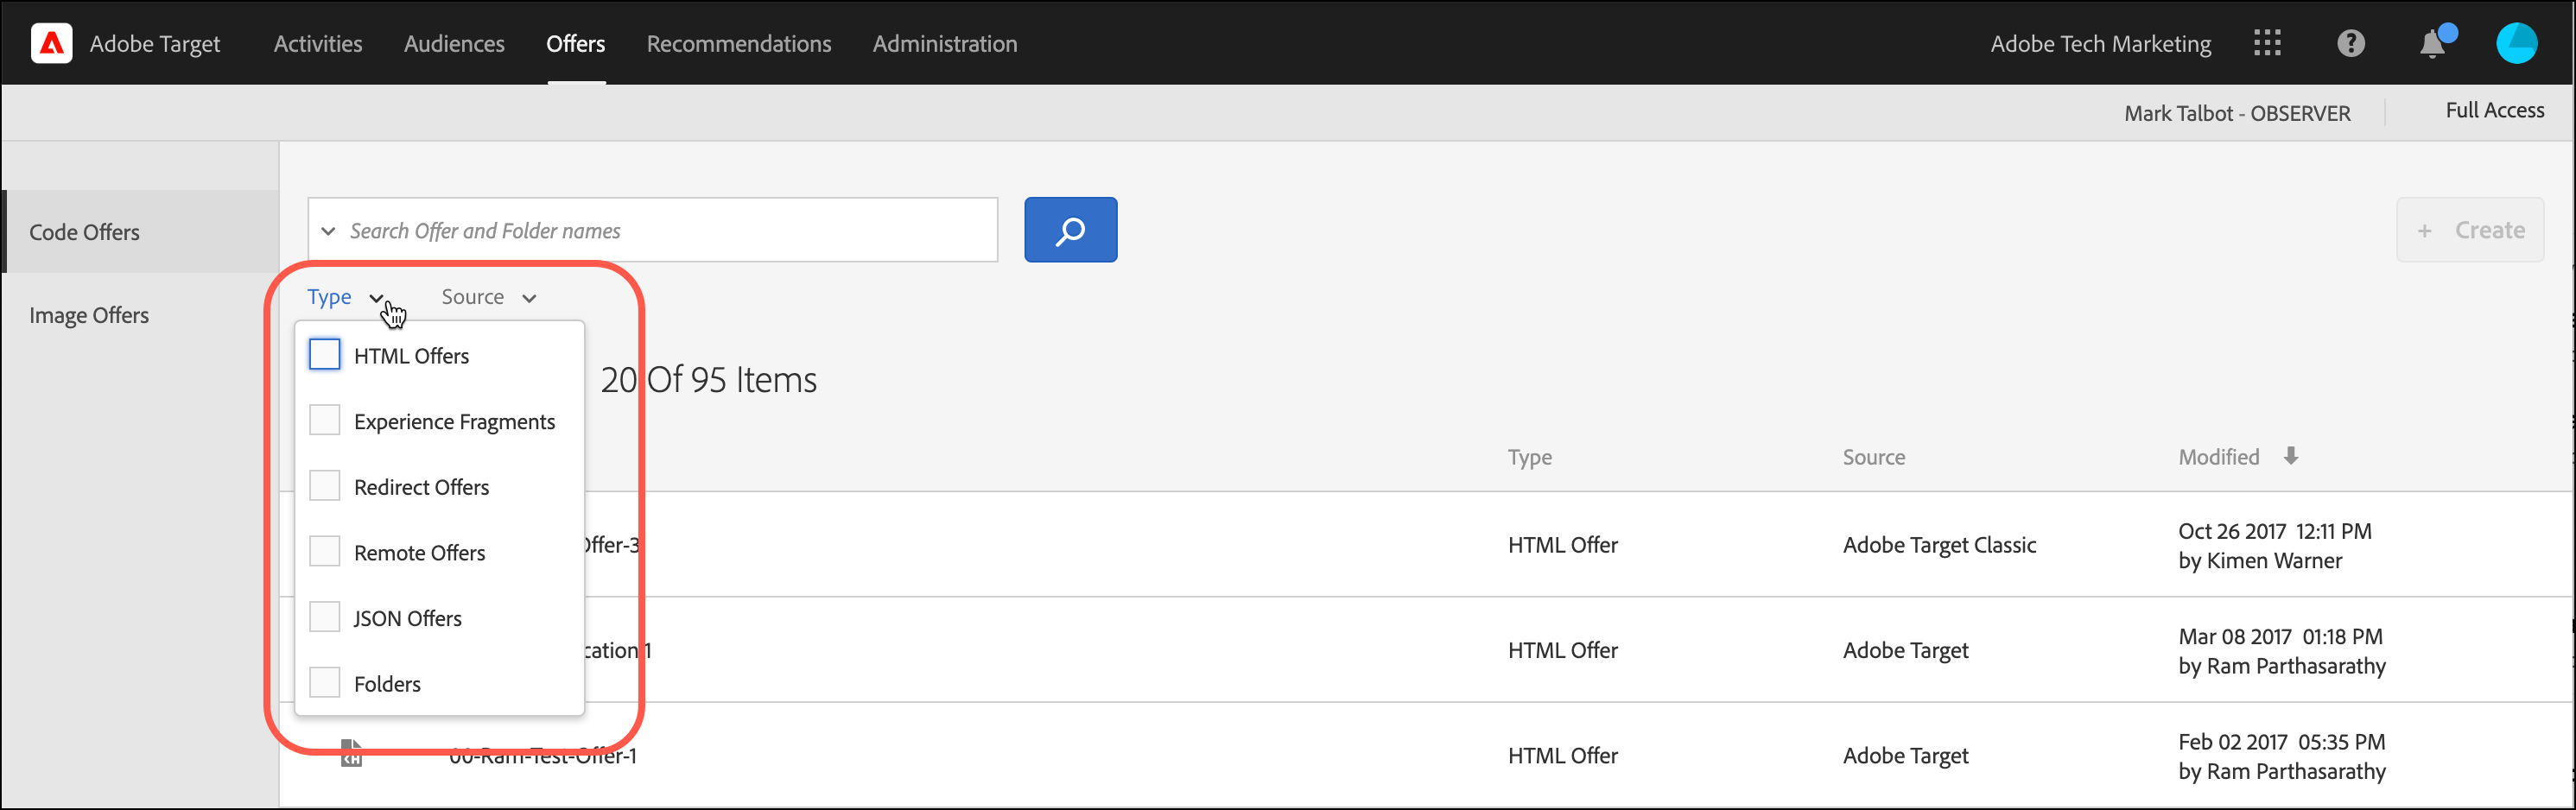 Adobe Target Activities Audiences Offers Recommendations Administration Adobe Tech Marketing
Mark Talbot - OBSERVER Full Access
Code Offers
Image Offers
Search Offer and Folder names
+ Create
Type Source
HTML Offers
Experience Fragments
Redirect Offers
Remote Offers
JSON Offers
Folders
20 Of 95 Items
Type Source Modified
Offer-3 HTML Offer Adobe Target Classic Oct 26 2017 12:11 PM
by Kimen Warner
HTML Offer Adobe Target Mar 08 2017 01:18 PM
by Ram Parthasarathy
00-Ram-Test-Offer-1 HTML Offer Adobe Target Feb 02 2017 05:35 PM
by Ram Parthasarathy